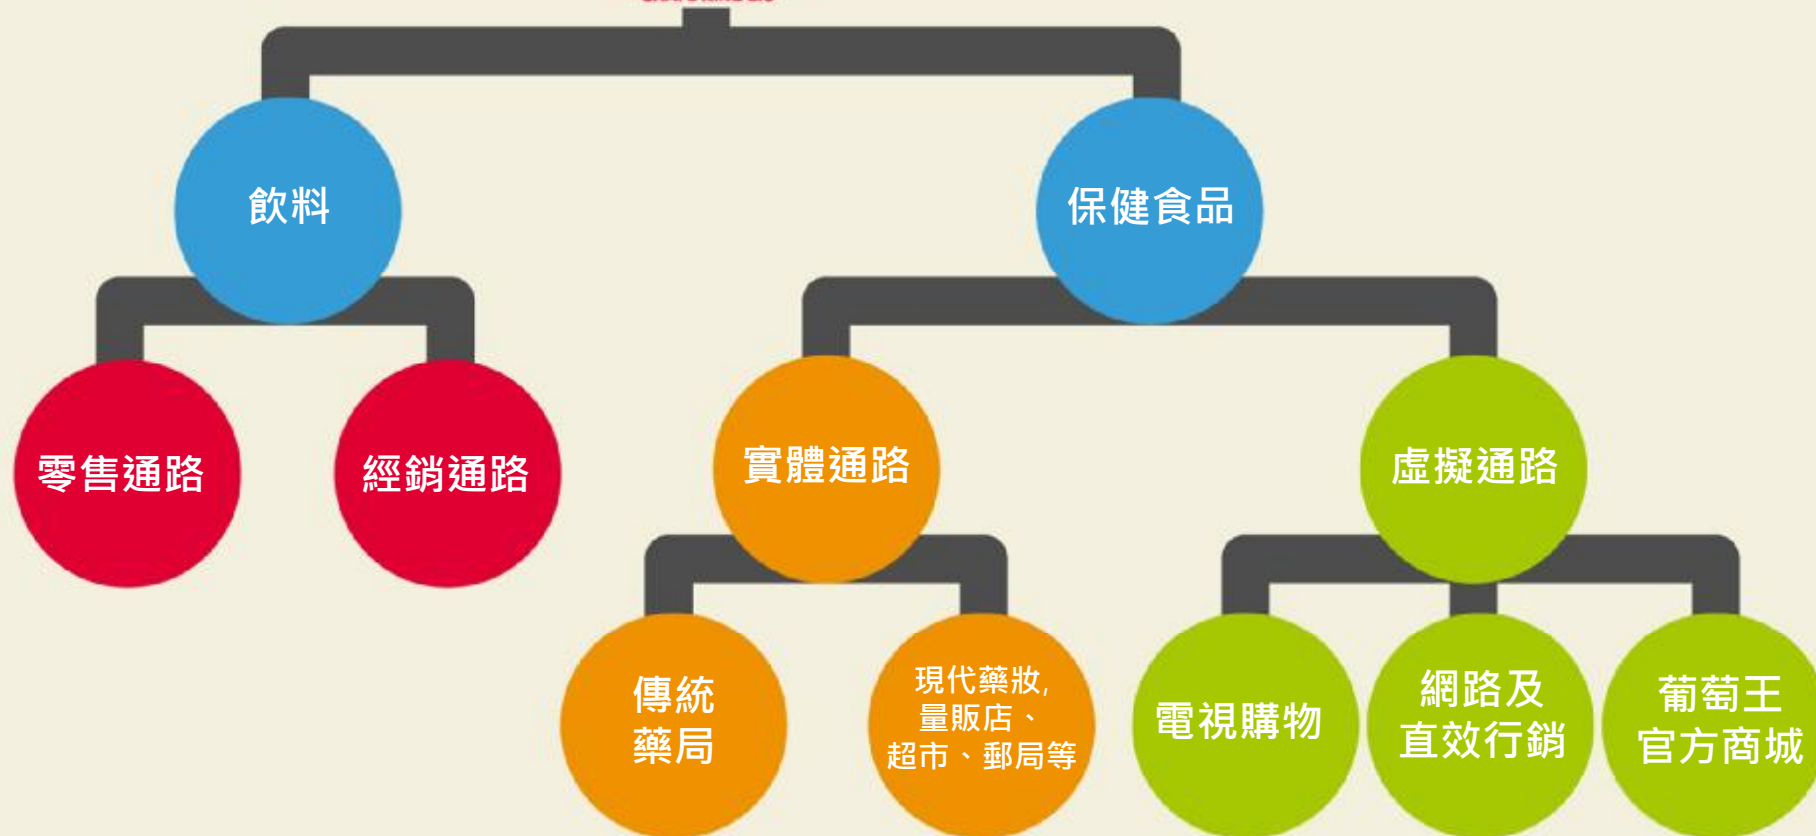 飲料
保健食品
零售通路
經銷通路
實體通路
虛擬通路
傳統
藥局
現代藥妝,
量販店、
超市、郵局等
電視購物
網路及
直效行銷
葡萄王
官方商城